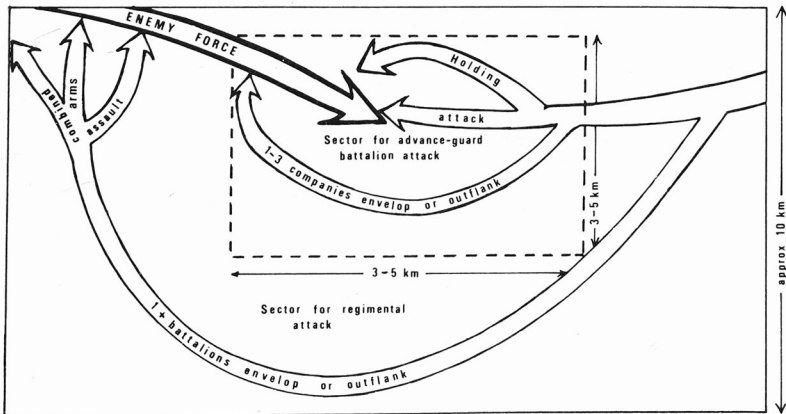 ENEMY FORCE
Holding
attack
combined
arms
assault
Sector for advance-guard
battalion attack
1–3 companies envelop or outflank
3–5 km
3–5 km
Sector for regimental
attack
1+ battalions envelop or outflank
approx 10 km